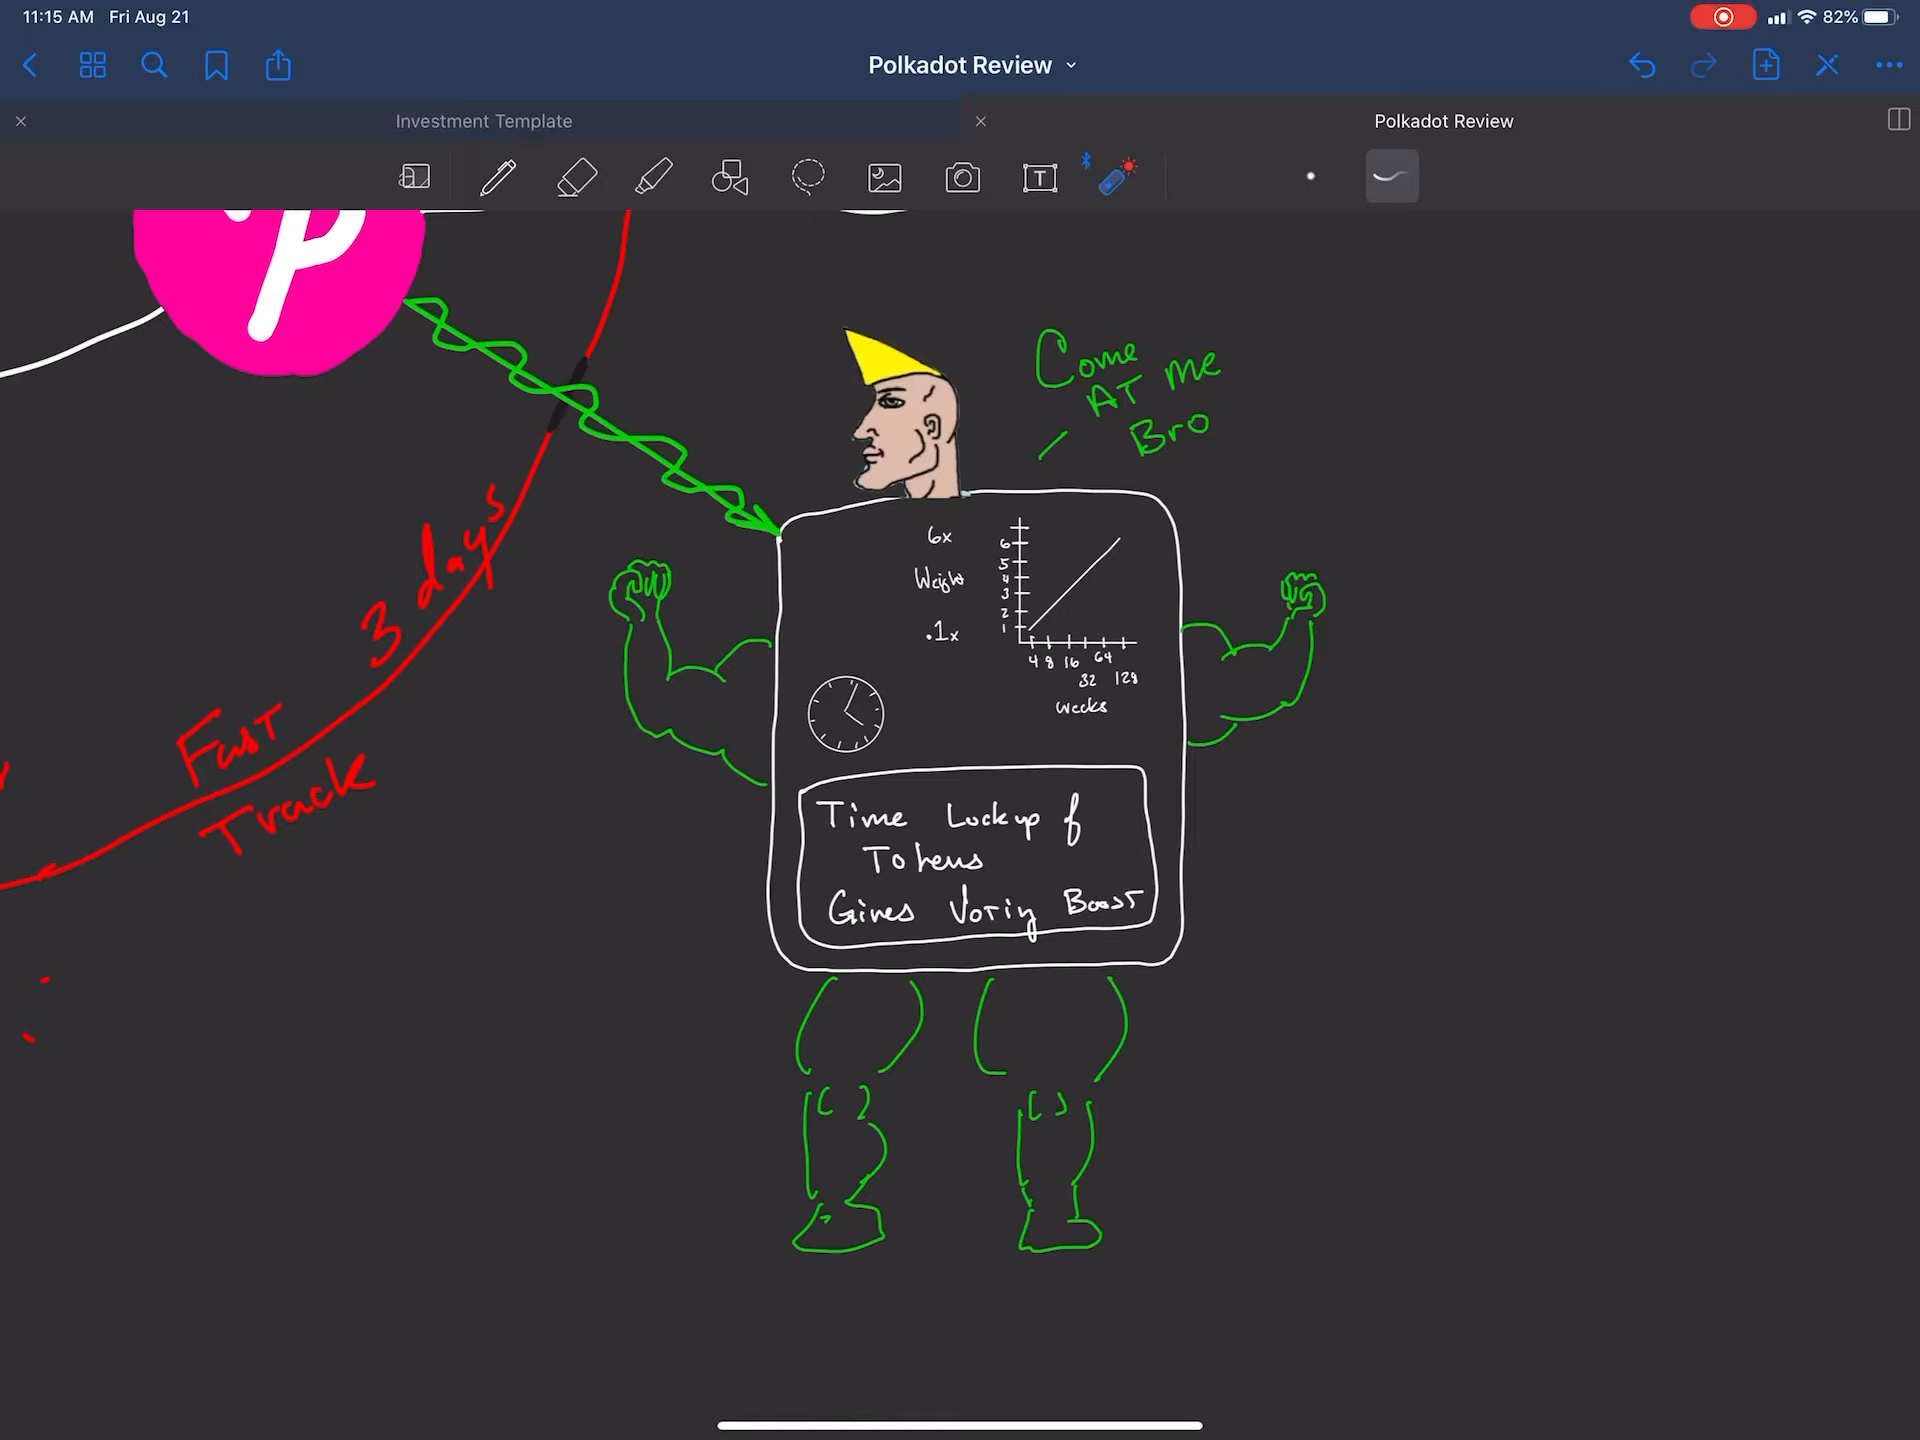 11:15 AM Fri Aug 21
82%
Polkadot Review
Investment Template
Polkadot Review
T
P
Come
AT me
Bro
3 days
Fast
Track
6x
Weight
.1x
6
5
4
3
2
1
4 8 16 32 64 128
weeks
Time Lockup of
Tokens
Gives Voting Boost